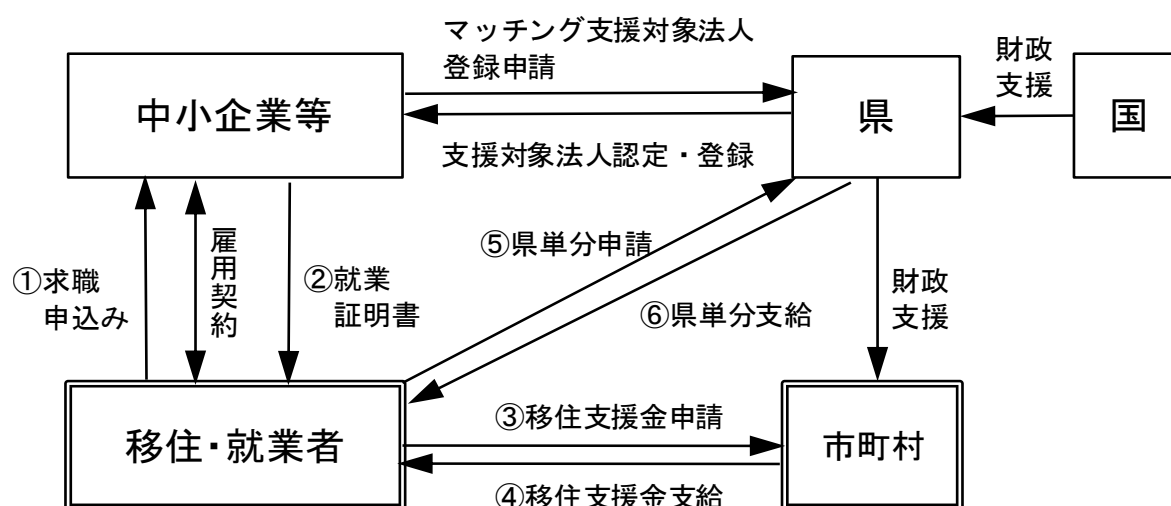 マッチング支援対象法人
登録申請
財政
支援
中小企業等
県
国
支援対象法人認定・登録
①求職
申込み
雇用契約
②就業
証明書
⑤県単分申請
⑥県単分支給
財政
支援
移住・就業者
③移住支援金申請
市町村
④移住支援金支給